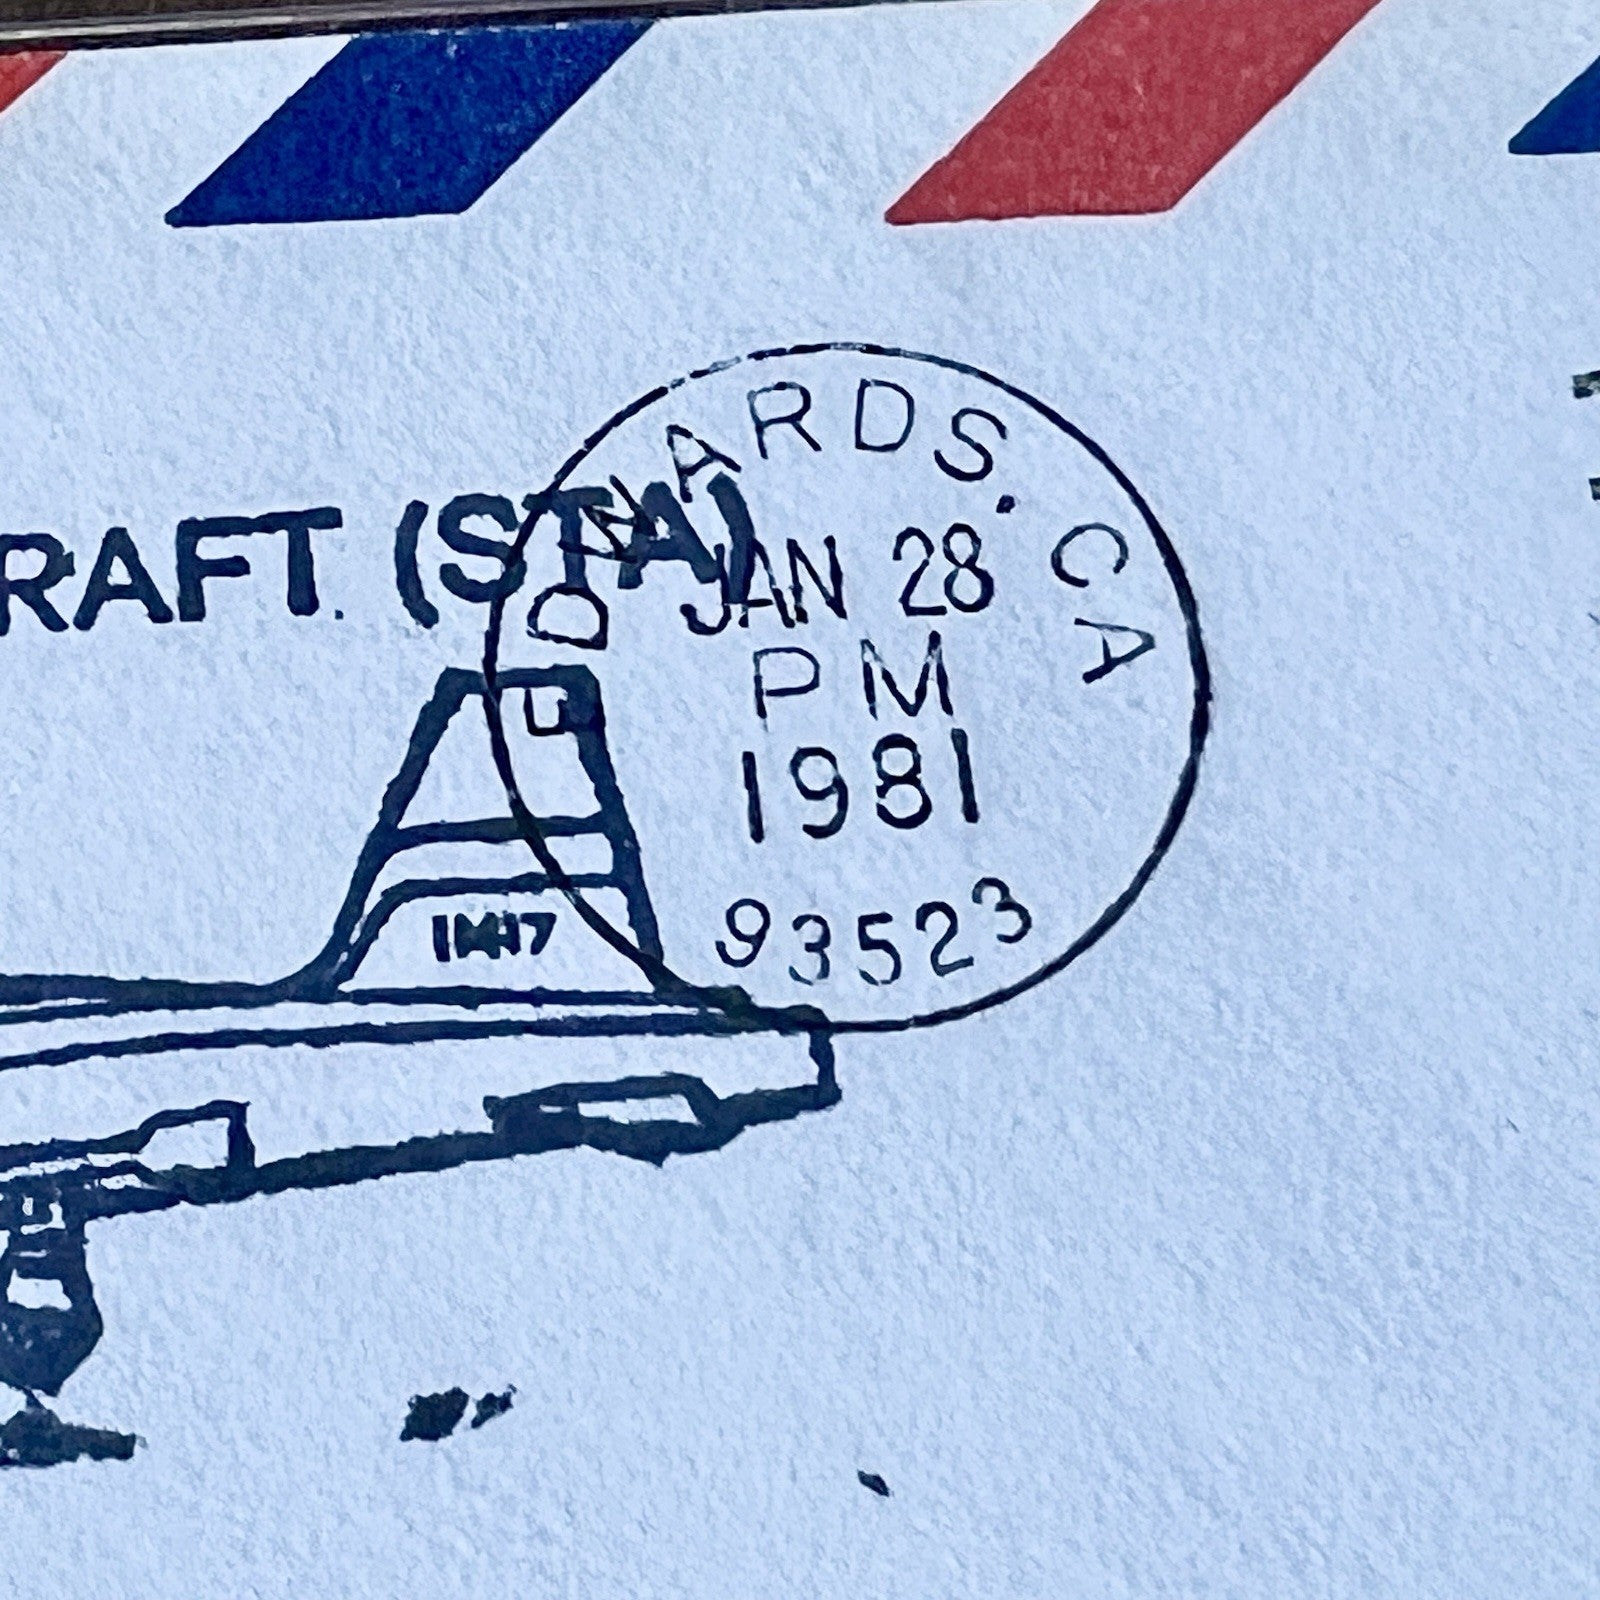 RAFT. (STA)
EDWARDS. CA
JAN 28
PM
1981
93523